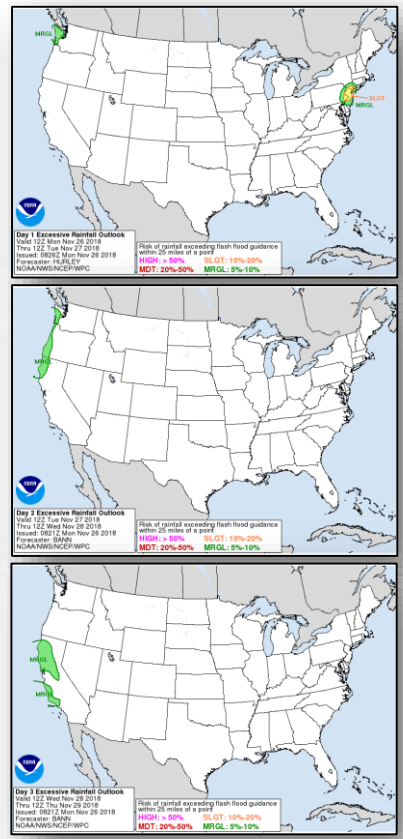 MRGL
SLGT
MRGL
NOAA
Day 1 Excessive Rainfall Outlook
Valid 12Z Mon Nov 26 2018
Thru 12Z Tue Nov 27 2018
Issued: 0826Z Mon Nov 26 2018
Forecaster: HURLEY
NOAA/NWS/NCEP/WPC
Risk of rainfall exceeding flash flood guidance
within 25 miles of a point
HIGH: > 50% SLGT: 10%-20%
MDT: 20%-50% MRGL: 5%-10%
MRGL
NOAA
Day 2 Excessive Rainfall Outlook
Valid 12Z Tue Nov 27 2018
Thru 12Z Wed Nov 28 2018
Issued: 0821Z Mon Nov 26 2018
Forecaster: BANN
NOAA/NWS/NCEP/WPC
Risk of rainfall exceeding flash flood guidance
within 25 miles of a point
HIGH: > 50% SLGT: 10%-20%
MDT: 20%-50% MRGL: 5%-10%
MRGL
MRGL
NOAA
Day 3 Excessive Rainfall Outlook
Valid 12Z Wed Nov 28 2018
Thru 12Z Thu Nov 29 2018
Issued: 0821Z Mon Nov 26 2018
Forecaster: BANN
NOAA/NWS/NCEP/WPC
Risk of rainfall exceeding flash flood guidance
within 25 miles of a point
HIGH: > 50% SLGT: 10%-20%
MDT: 20%-50% MRGL: 5%-10%